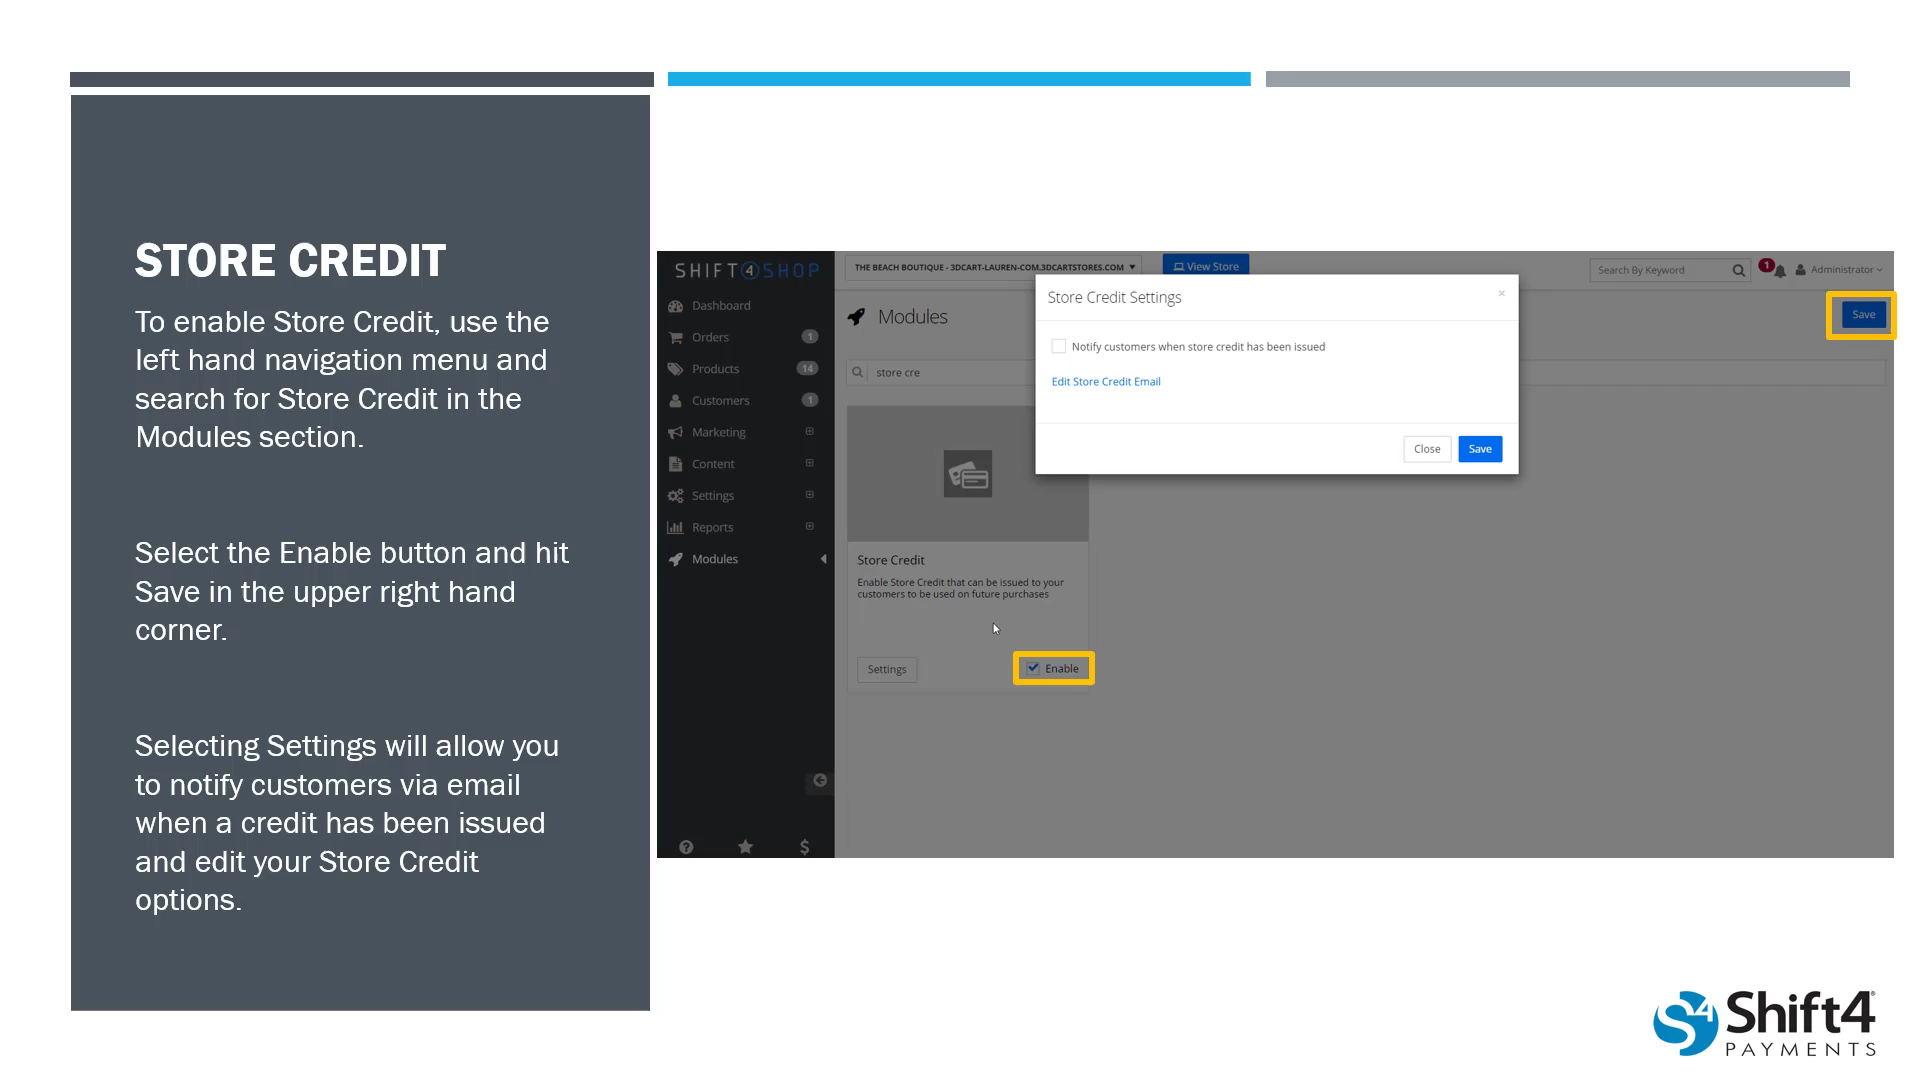 STORE CREDIT
To enable Store Credit, use the
left hand navigation menu and
search for Store Credit in the
Modules section.
Select the Enable button and hit
Save in the upper right hand
corner.
Selecting Settings will allow you
to notify customers via email
when a credit has been issued
and edit your Store Credit
options.
SHIFT4SHOP
Dashboard
Orders 1
Products 14
Customers 1
Marketing
Content
Settings
Reports
Modules
THE BEACH BOUTIQUE - 3DCART-LAUREN-COM.3DCARTSTORES.COM
View Store
Search By Keyword
1
Administrator
Modules
Save
store cre
Store Credit Settings
×
Notify customers when store credit has been issued
Edit Store Credit Email
Close
Save
Store Credit
Enable Store Credit that can be issued to your
customers to be used on future purchases
Settings
Enable
S4 Shift4®
PAYMENTS